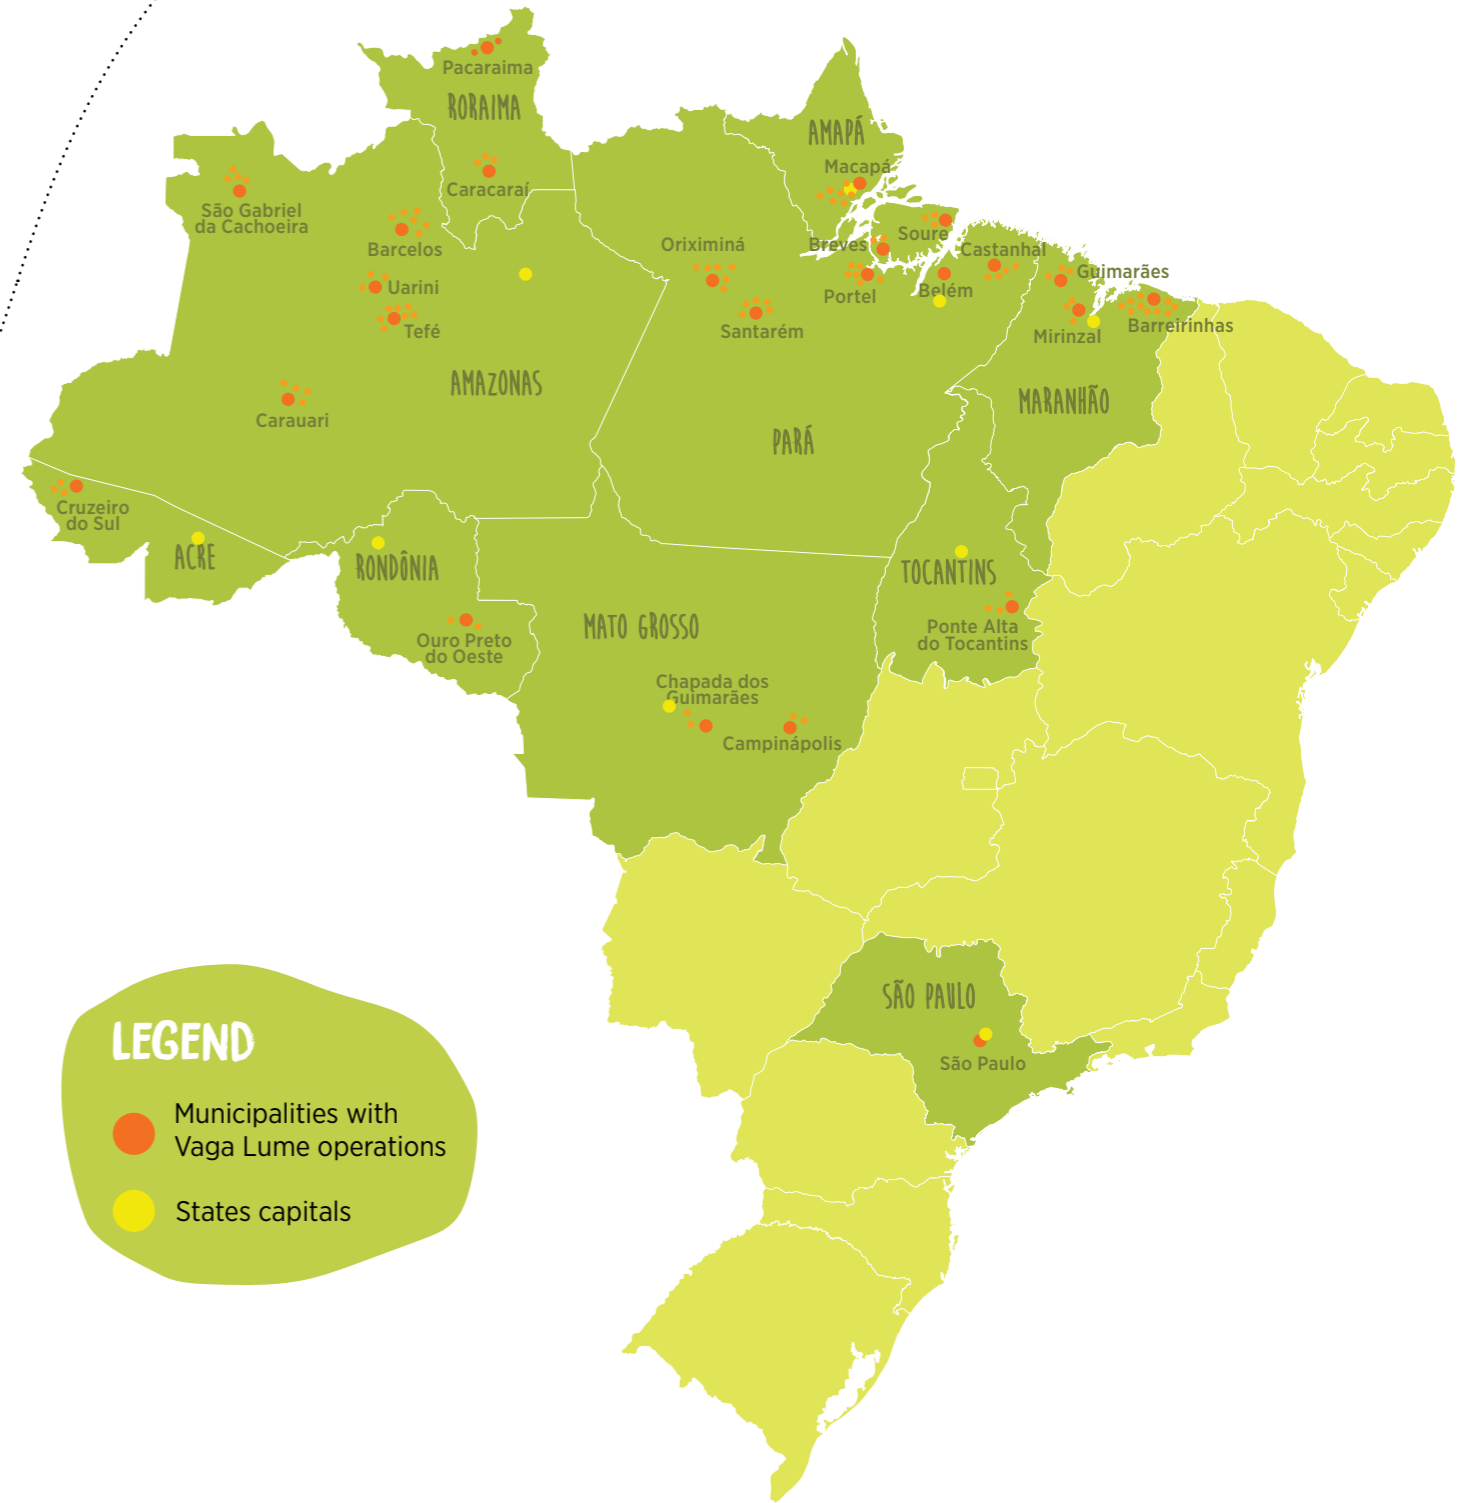 Pacaraima
RORAIMA
AMAPÁ
Macapá
Caracaraí
São Gabriel
da Cachoeira
Barcelos
Oriximiná
Breves
Soure
Castanhal
Guimarães
Uarini
Portel
Belém
Tefé
Santarém
Mirinzal
Barreirinhas
AMAZONAS
MARANHÃO
Carauari
PARÁ
Cruzeiro
do Sul
ACRE
RONDÔNIA
TOCANTINS
MATO GROSSO
Ponte Alta
do Tocantins
Ouro Preto
do Oeste
Chapada dos
Guimarães
Campinápolis
SÃO PAULO
São Paulo
LEGEND
Municipalities with
Vaga Lume operations
States capitals